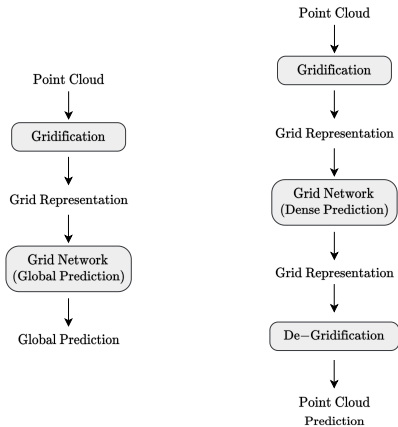 Point Cloud
Gridification
Grid Representation
Grid Network
(Global Prediction)
Global Prediction
Point Cloud
Gridification
Grid Representation
Grid Network
(Dense Prediction)
Grid Representation
De−Gridification
Point Cloud
Prediction